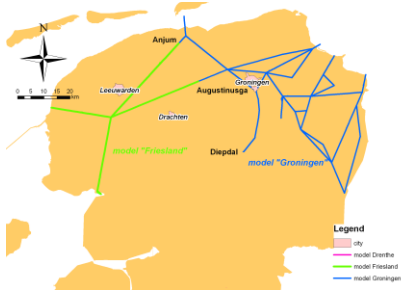 N
Anjum
Groningen
Leeuwarden
Augustinusga
0 5 10 15 20
km
Drachten
model "Friesland"
Diepdal
model "Groningen"
Legend
city
model Drenthe
model Friesland
model Groningen